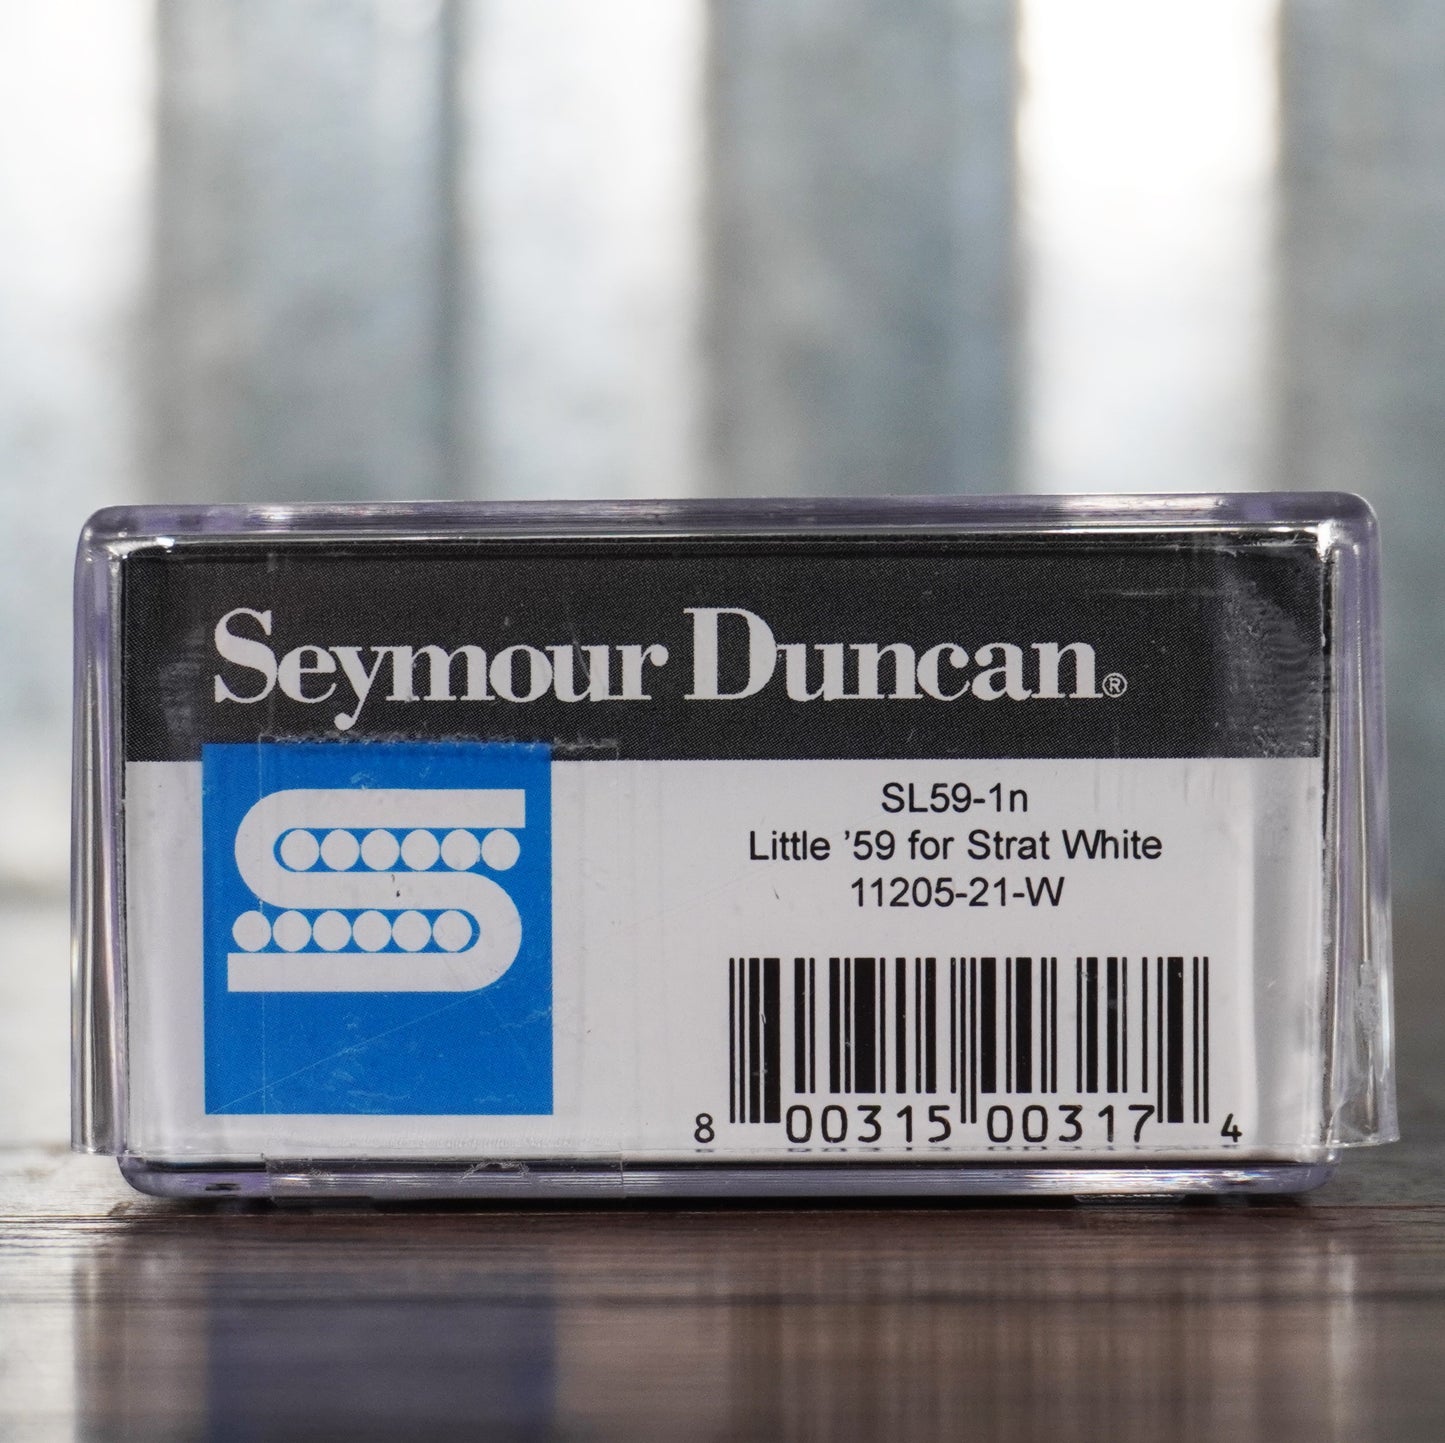 Seymour Duncan®
SL59-1n
Little ’59 for Strat White
11205-21-W
8 00315 00317 4